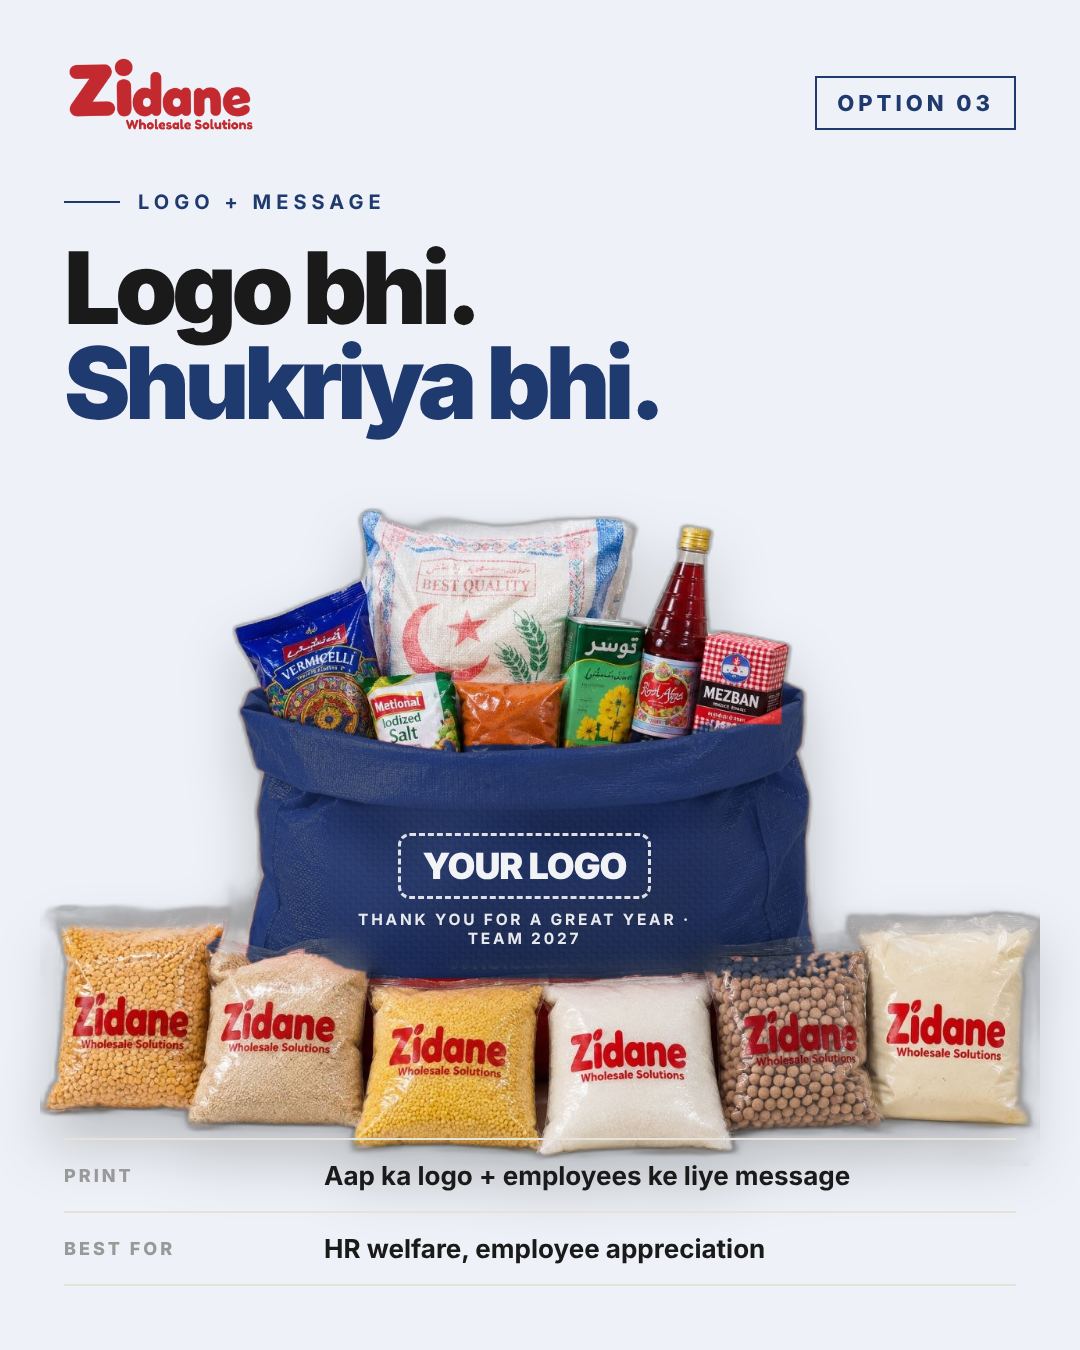 Zidane
Wholesale Solutions
OPTION 03
LOGO + MESSAGE
Logo bhi.
Shukriya bhi.
BEST QUALITY
VERMICELLI
Metional
Iodized
Salt
توسر
Rooh Afza
MEZBAN
YOUR LOGO
THANK YOU FOR A GREAT YEAR ·
TEAM 2027
Zidane
Wholesale Solutions
Zidane
Wholesale Solutions
Zidane
Wholesale Solutions
Zidane
Wholesale Solutions
Zidane
Wholesale Solutions
Zidane
Wholesale Solutions
PRINT
Aap ka logo + employees ke liye message
BEST FOR
HR welfare, employee appreciation